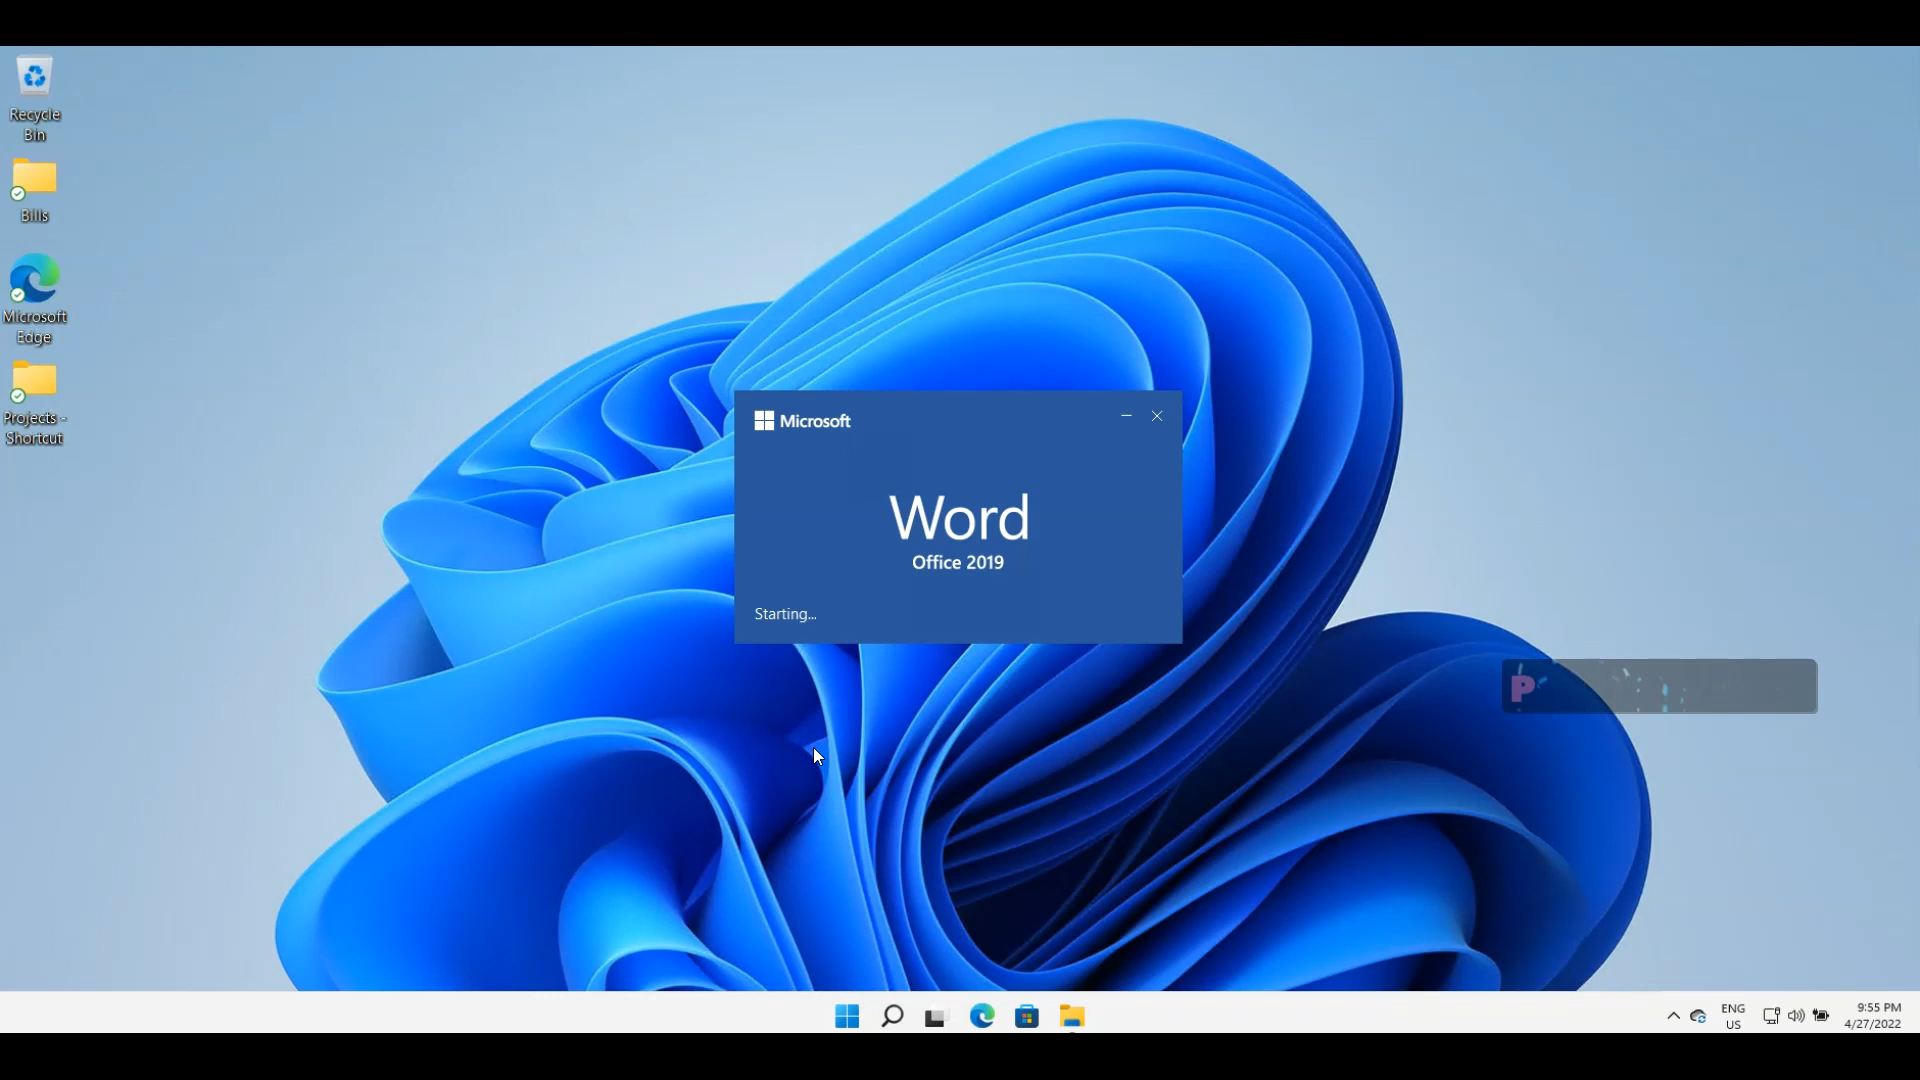 Recycle
Bin
Bills
Microsoft
Edge
Projects -
Shortcut
Microsoft
Word
Office 2019
Starting...
P
ENG
US
9:55 PM
4/27/2022